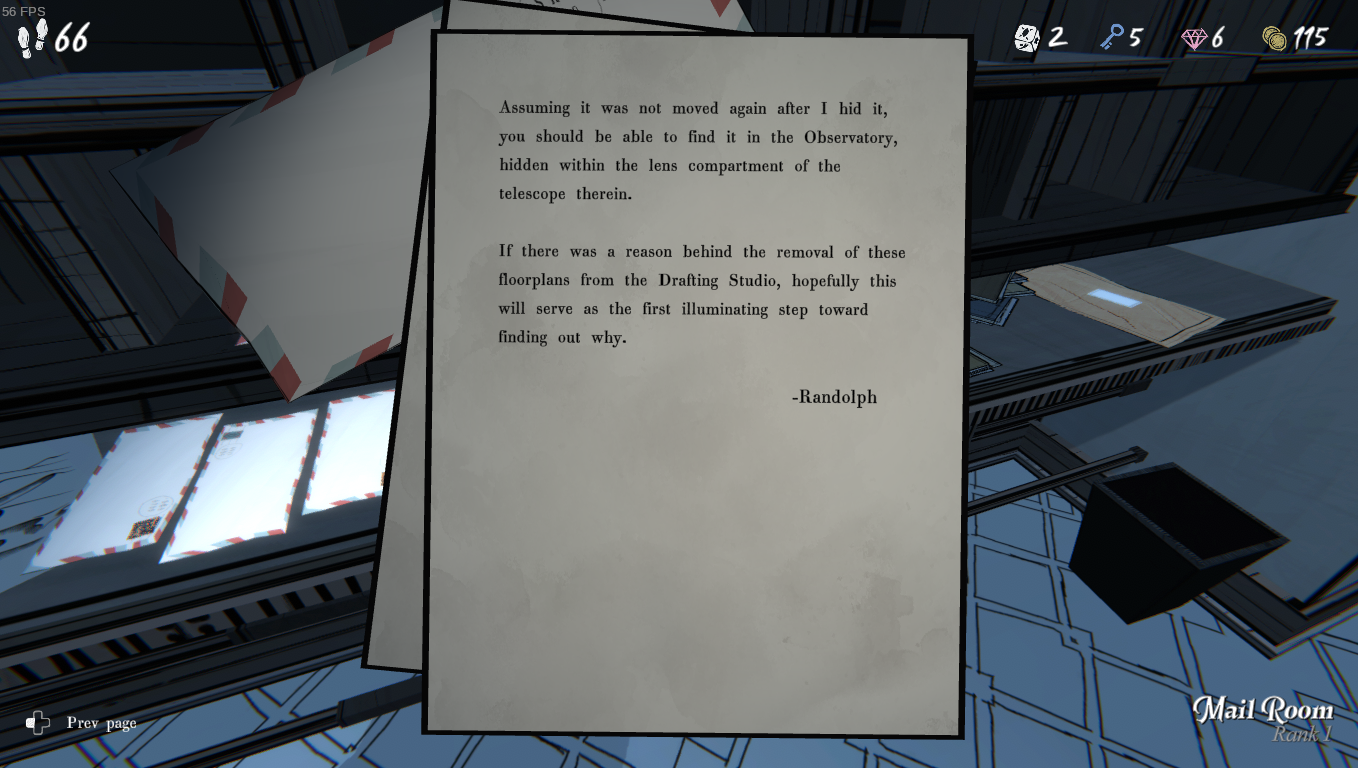 56 FPS
66
2
5
6
115
Assuming it was not moved again after I hid it,
you should be able to find it in the Observatory,
hidden within the lens compartment of the
telescope therein.
If there was a reason behind the removal of these
floorplans from the Drafting Studio, hopefully this
will serve as the first illuminating step toward
finding out why.
-Randolph
Prev page
Mail Room
Rank 1